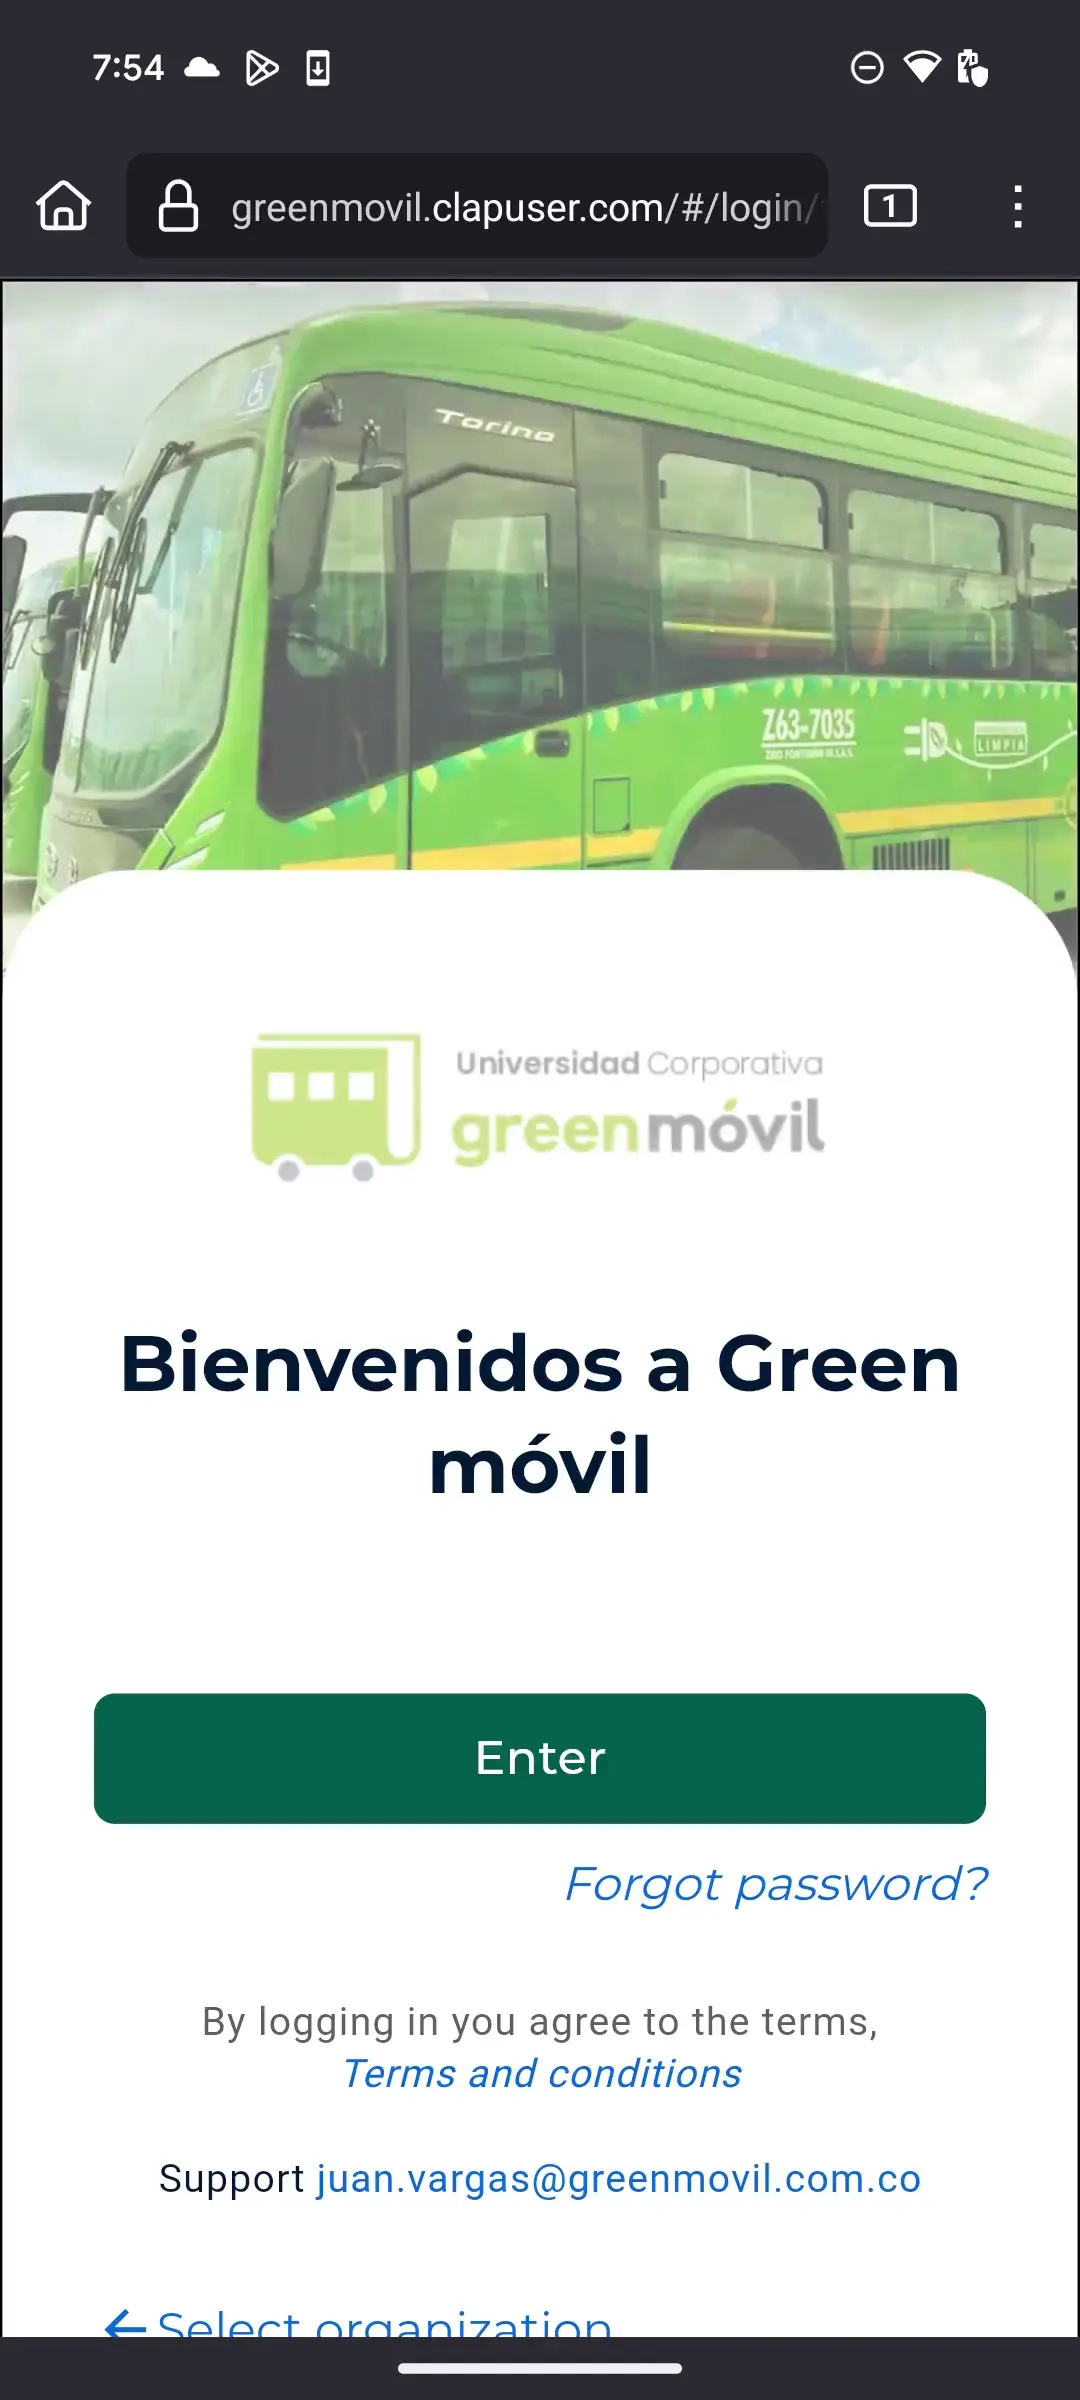 7:54
greenmovil.clapuser.com/#/login/
Torino
Z63-7035
LIMPIA
Universidad Corporativa
greenmóvil
Bienvenidos a Green
móvil
Enter
Forgot password?
By logging in you agree to the terms,
Terms and conditions
Support juan.vargas@greenmovil.com.co
←Select organization
1